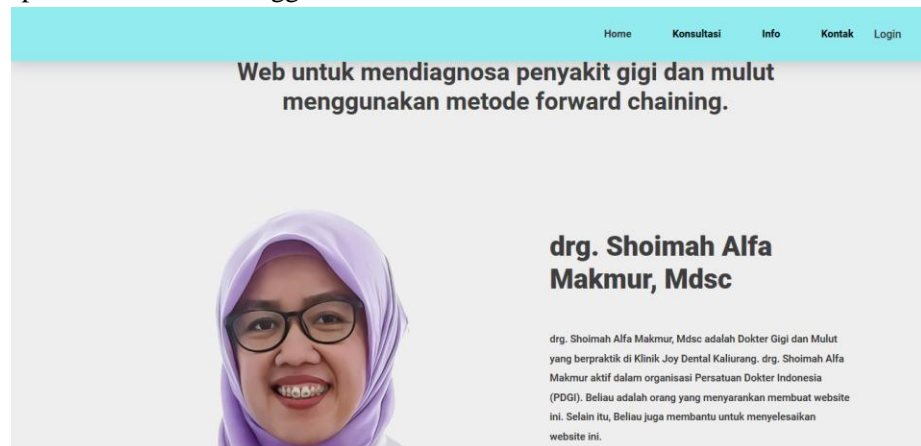 Home Konsultasi Info Kontak Login
Web untuk mendiagnosa penyakit gigi dan mulut
menggunakan metode forward chaining.
drg. Shoimah Alfa
Makmur, Mdsc
drg. Shoimah Alfa Makmur, Mdsc adalah Dokter Gigi dan Mulut
yang berpraktik di Klinik Joy Dental Kaliurang. drg. Shoimah Alfa
Makmur aktif dalam organisasi Persatuan Dokter Indonesia
(PDGI). Beliau adalah orang yang menyarankan membuat website
ini. Selain itu, Beliau juga membantu untuk menyelesaikan
website ini.